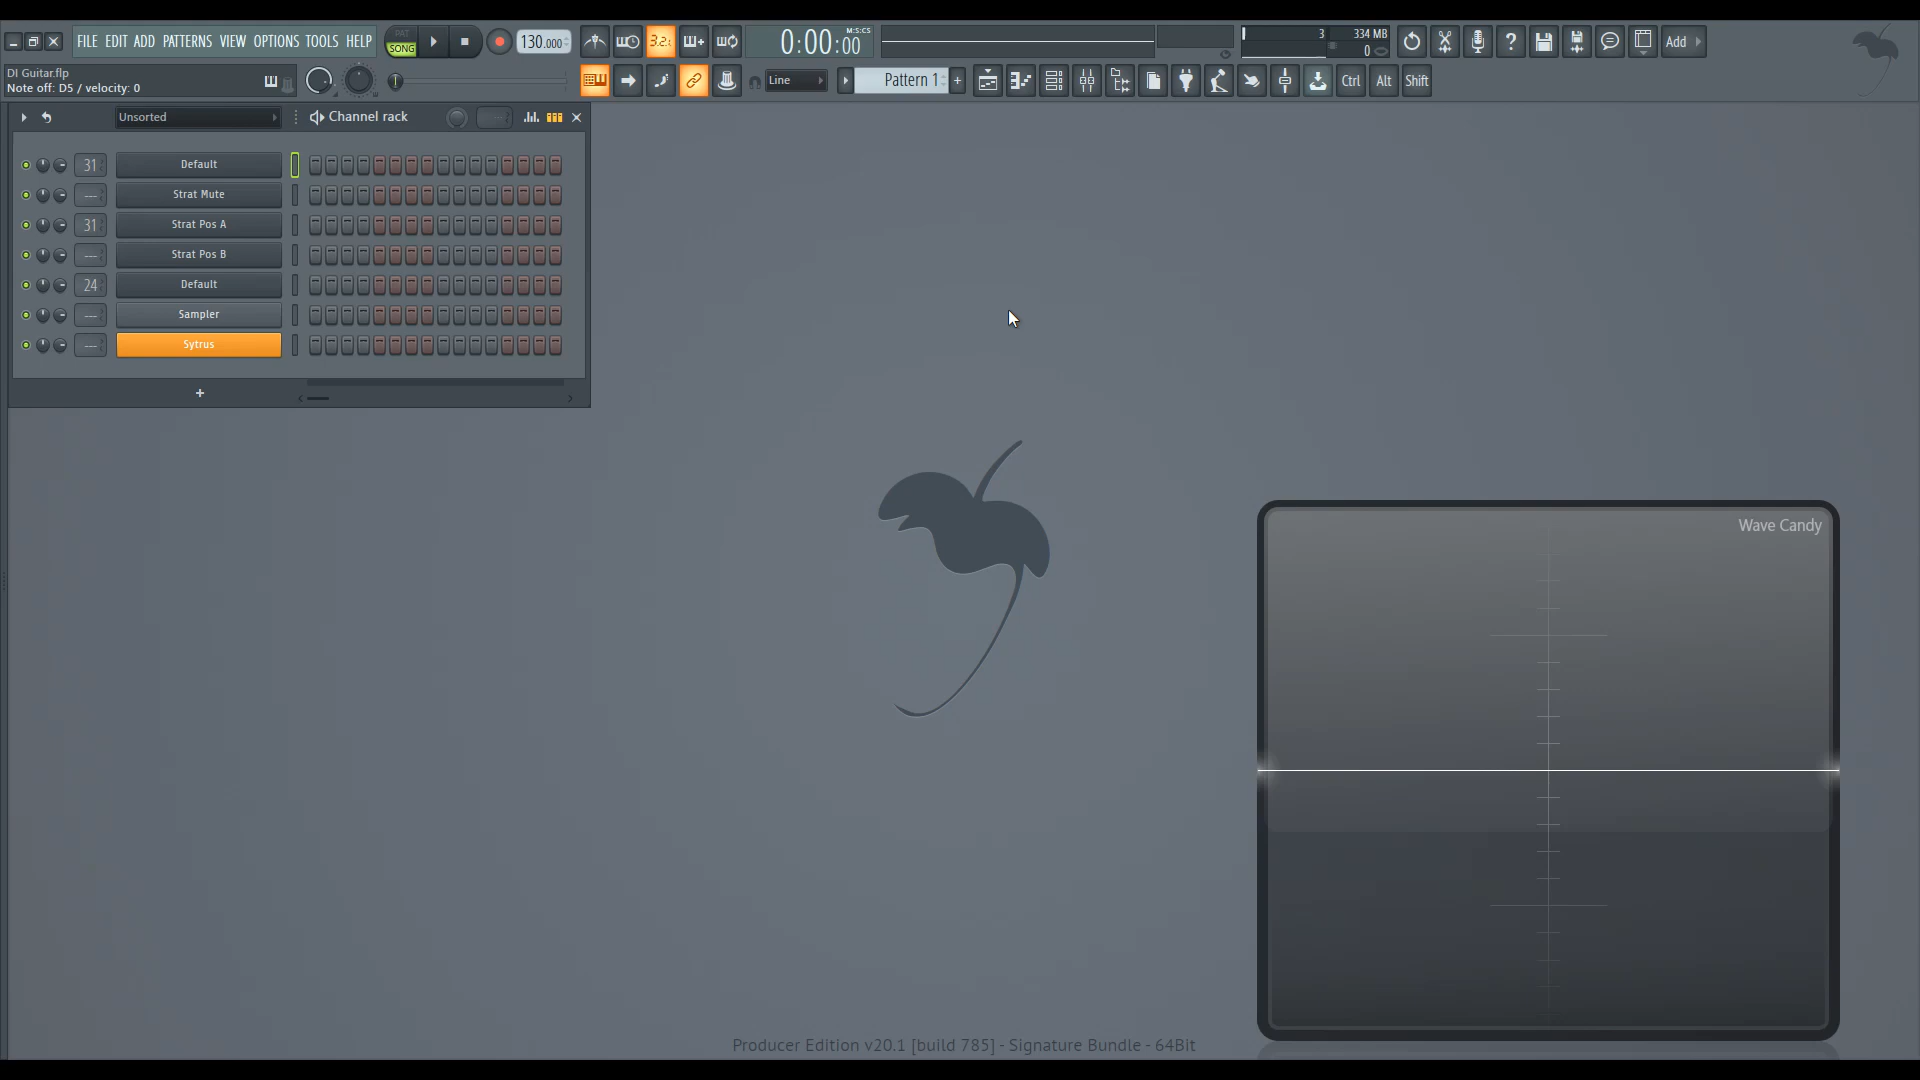 FILE EDIT ADD PATTERNS VIEW OPTIONS TOOLS HELP
PAT
SONG
130.000
3.2.
0:00:00
M:S:CS
3
334 MB
0
Add
DI Guitar.flp
Note off: D5 / velocity: 0
Line
Pattern 1
+
Ctrl
Alt
Shift
Unsorted
Channel rack
31 Default
--- Strat Mute
31 Strat Pos A
--- Strat Pos B
24 Default
--- Sampler
--- Sytrus
+
Wave Candy
Producer Edition v20.1 [build 785] - Signature Bundle - 64Bit